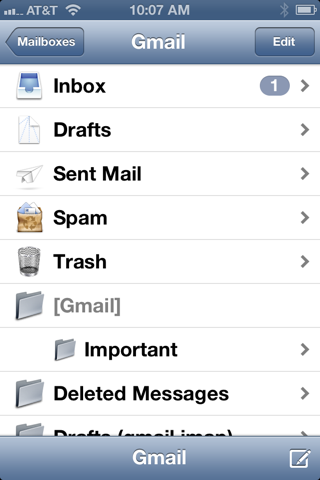 AT&T 10:07 AM
Mailboxes Gmail Edit
Inbox 1
Drafts
Sent Mail
Spam
Trash
[Gmail]
Important
Deleted Messages
Drafts (gmail imap)
Gmail